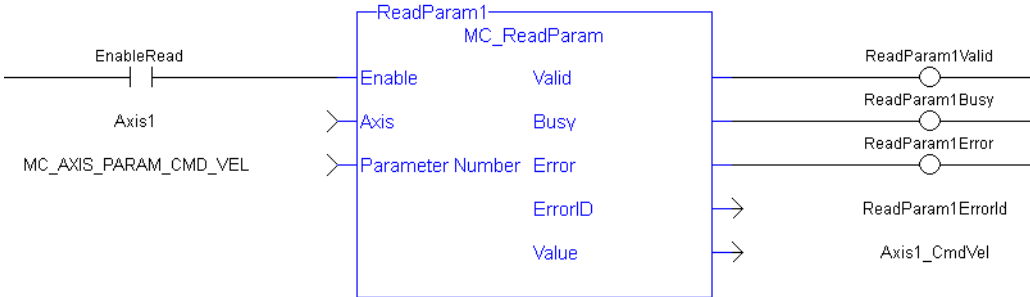 ReadParam1
MC_ReadParam
EnableRead
Enable Valid ReadParam1Valid
Axis1 Axis Busy ReadParam1Busy
MC_AXIS_PARAM_CMD_VEL Parameter Number Error ReadParam1Error
ErrorID ReadParam1ErrorId
Value Axis1_CmdVel